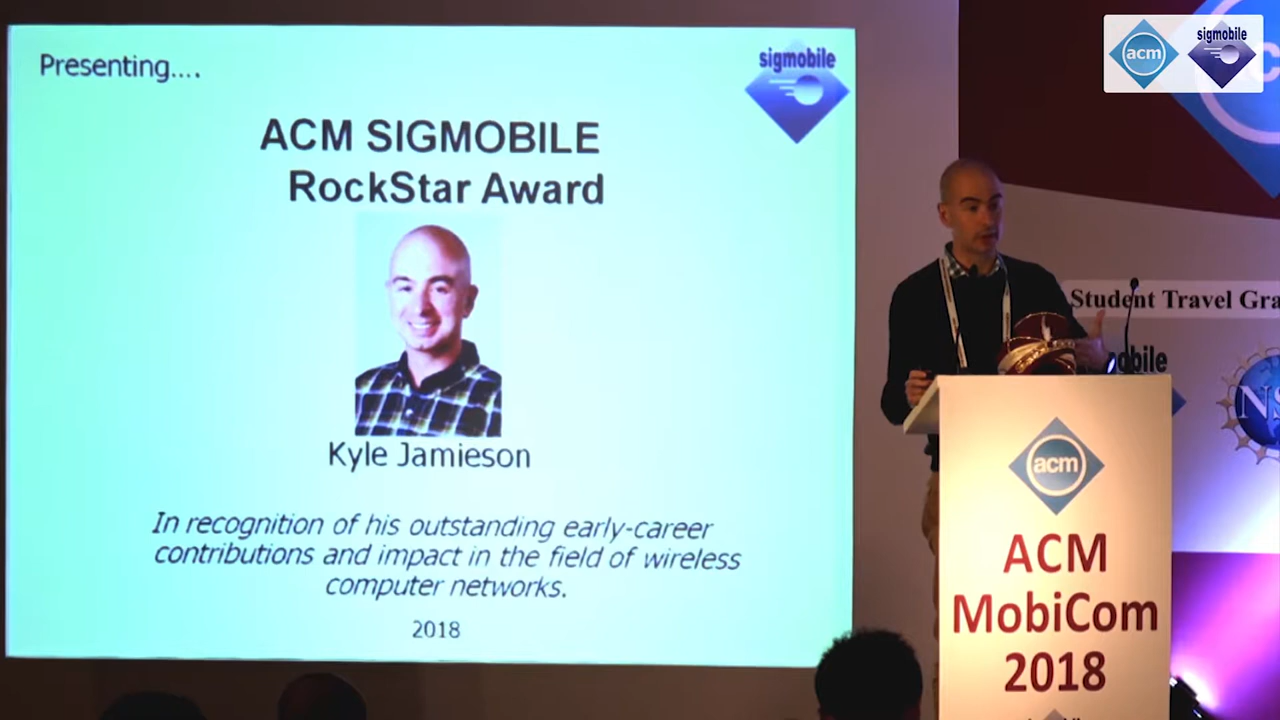 Presenting....
sigmobile
ACM SIGMOBILE
RockStar Award
Kyle Jamieson
In recognition of his outstanding early-career
contributions and impact in the field of wireless
computer networks.
2018
acm
sigmobile
Student Travel Gra
acm
ACM
MobiCom
2018